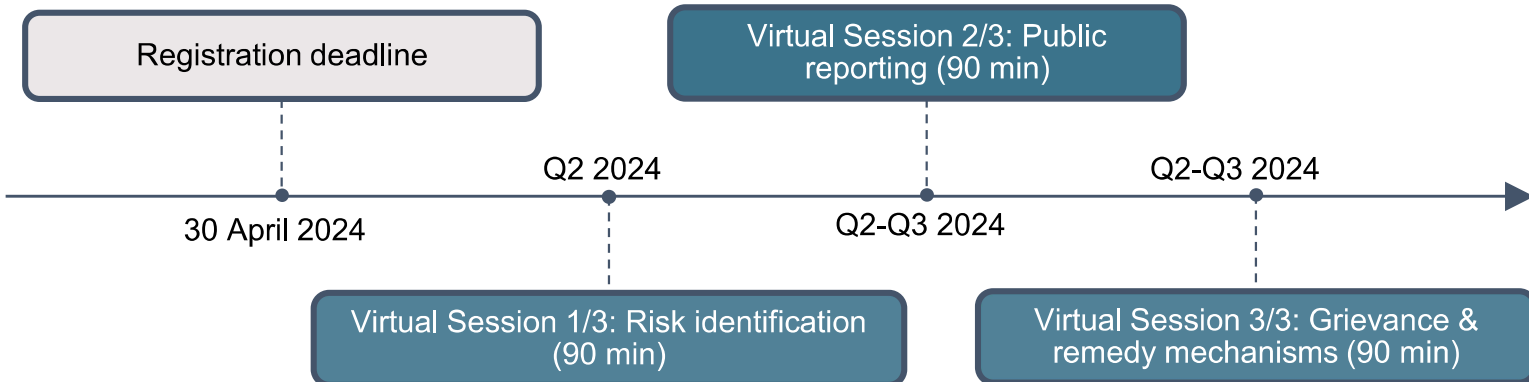 Registration deadline
Virtual Session 2/3: Public
reporting (90 min)
Q2 2024
Q2-Q3 2024
30 April 2024
Q2-Q3 2024
Virtual Session 1/3: Risk identification
(90 min)
Virtual Session 3/3: Grievance &
remedy mechanisms (90 min)